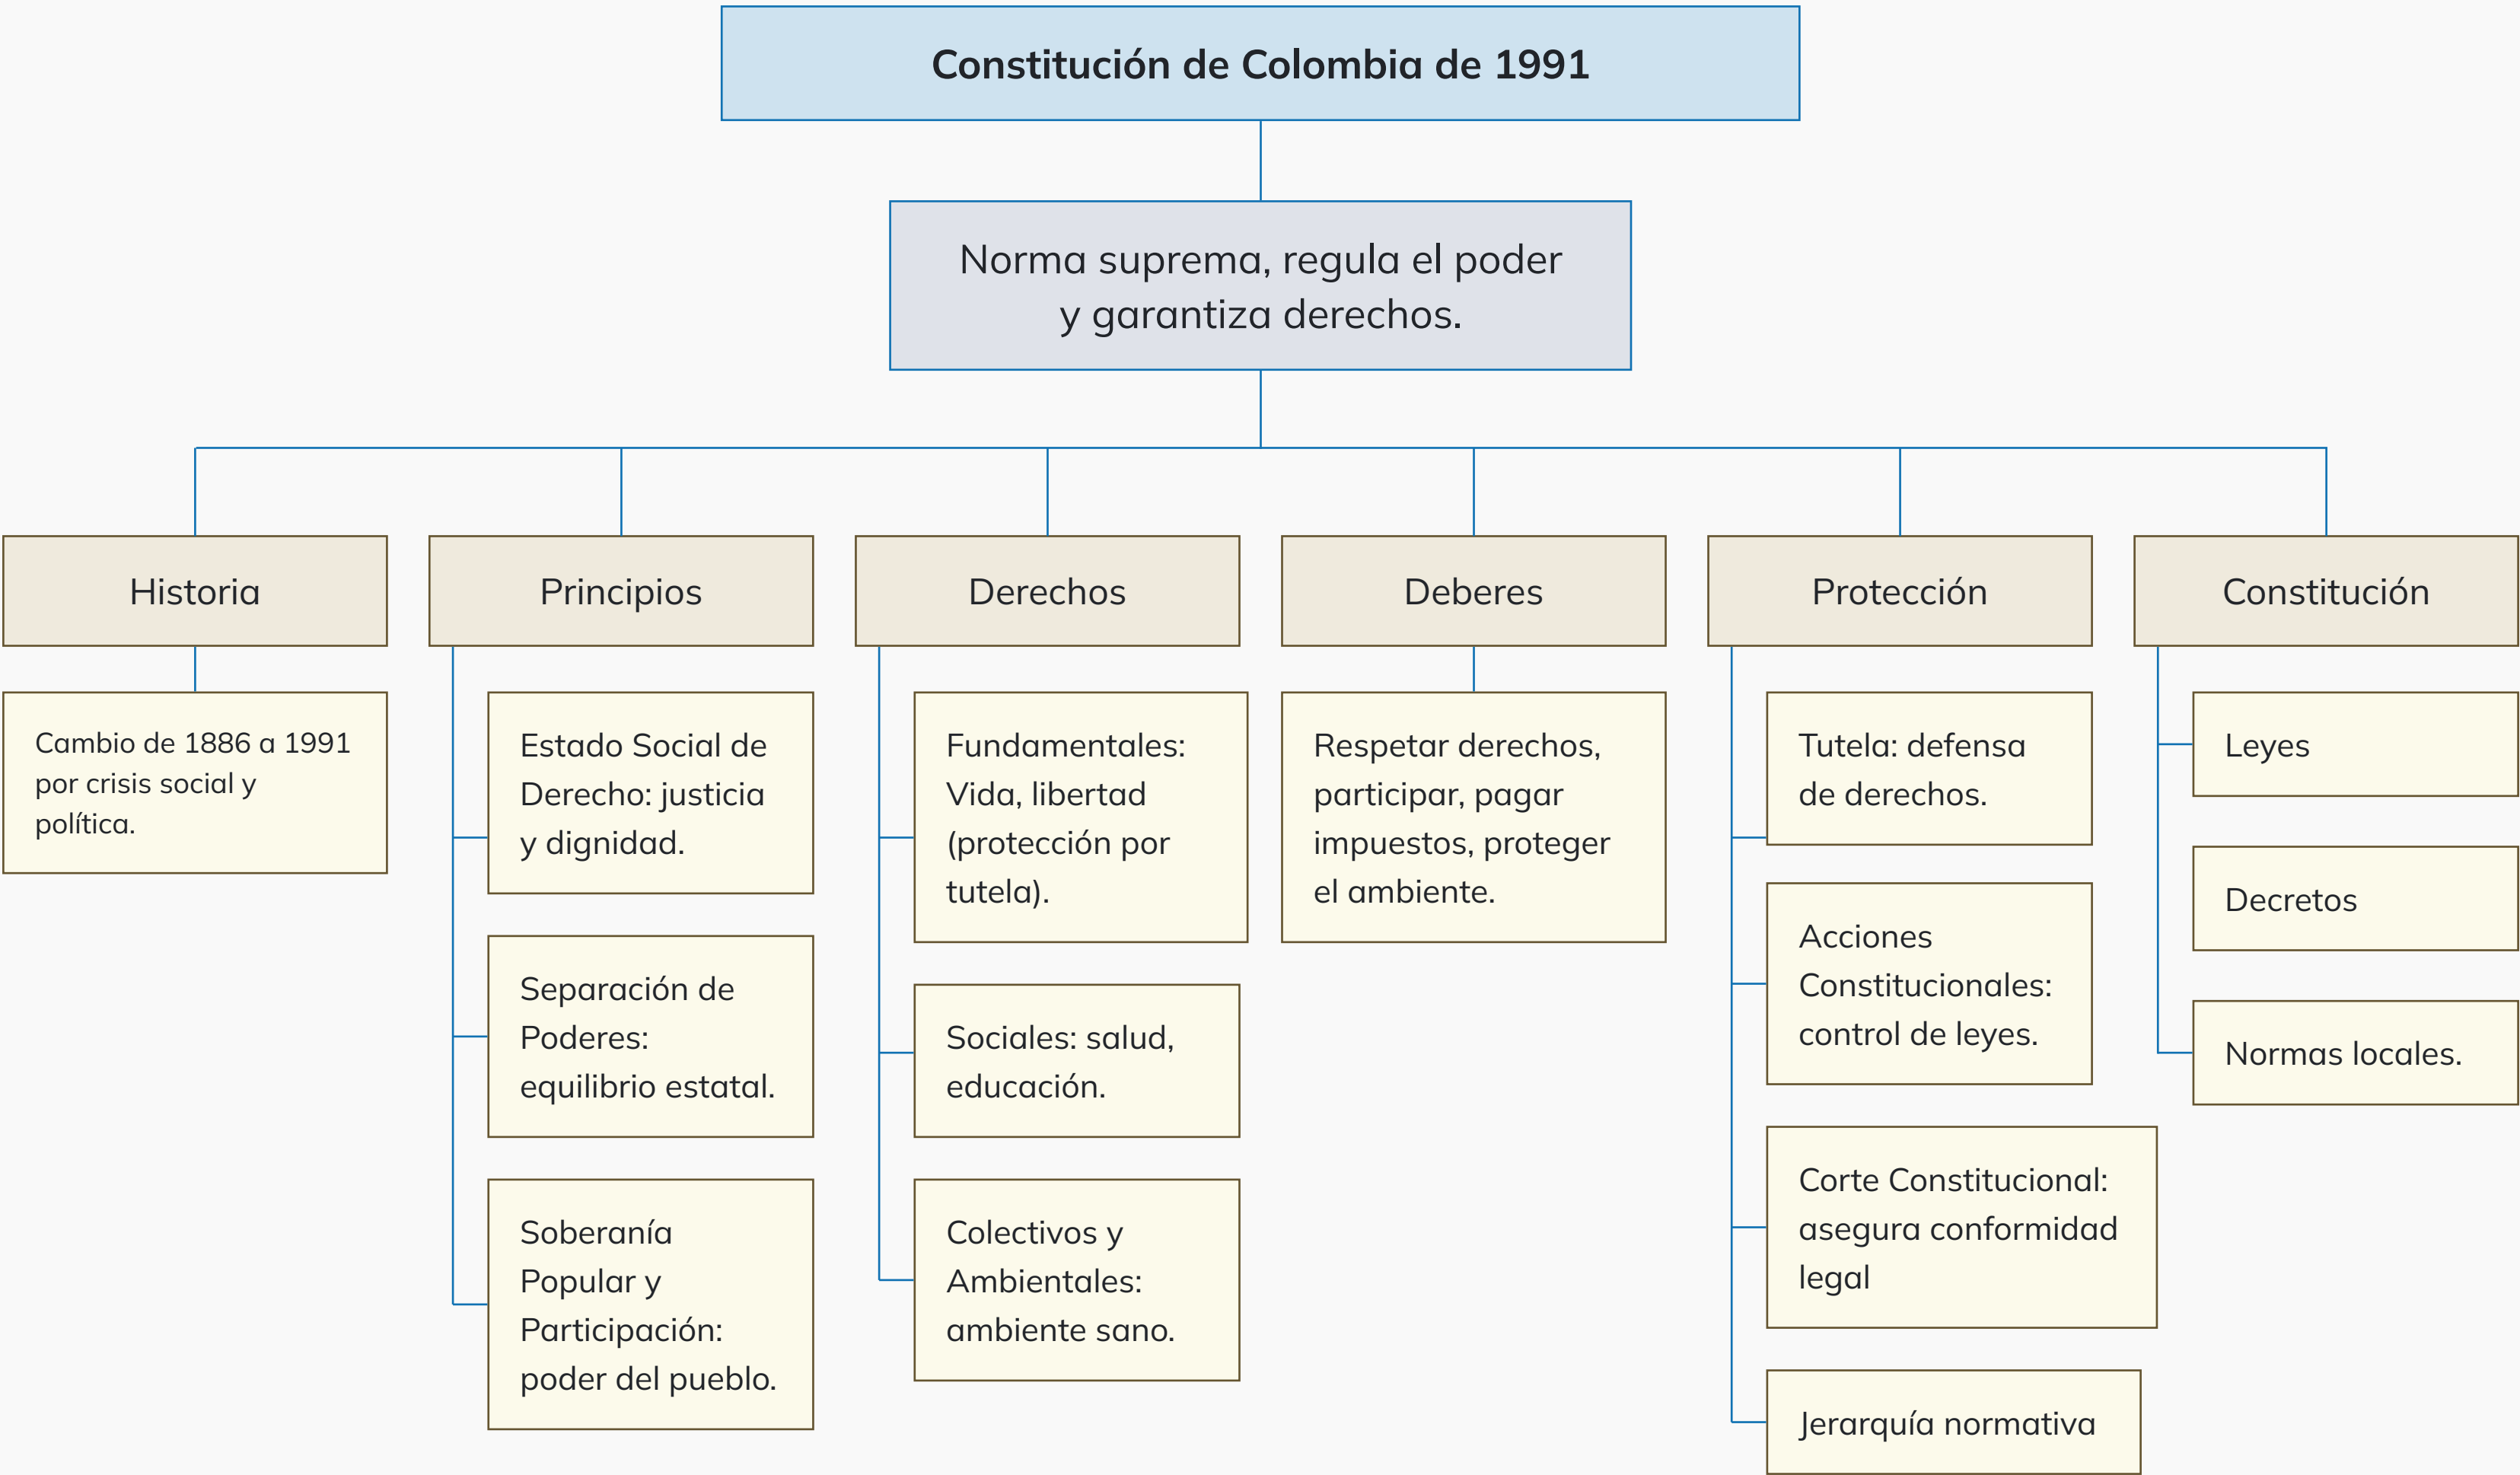 Constitución de Colombia de 1991
Norma suprema, regula el poder
y garantiza derechos.
Historia
Cambio de 1886 a 1991
por crisis social y
política.
Principios
Estado Social de
Derecho: justicia
y dignidad.
Separación de
Poderes:
equilibrio estatal.
Soberanía
Popular y
Participación:
poder del pueblo.
Derechos
Fundamentales:
Vida, libertad
(protección por
tutela).
Sociales: salud,
educación.
Colectivos y
Ambientales:
ambiente sano.
Deberes
Respetar derechos,
participar, pagar
impuestos, proteger
el ambiente.
Protección
Tutela: defensa
de derechos.
Acciones
Constitucionales:
control de leyes.
Corte Constitucional:
asegura conformidad
legal
Jerarquía normativa
Constitución
Leyes
Decretos
Normas locales.